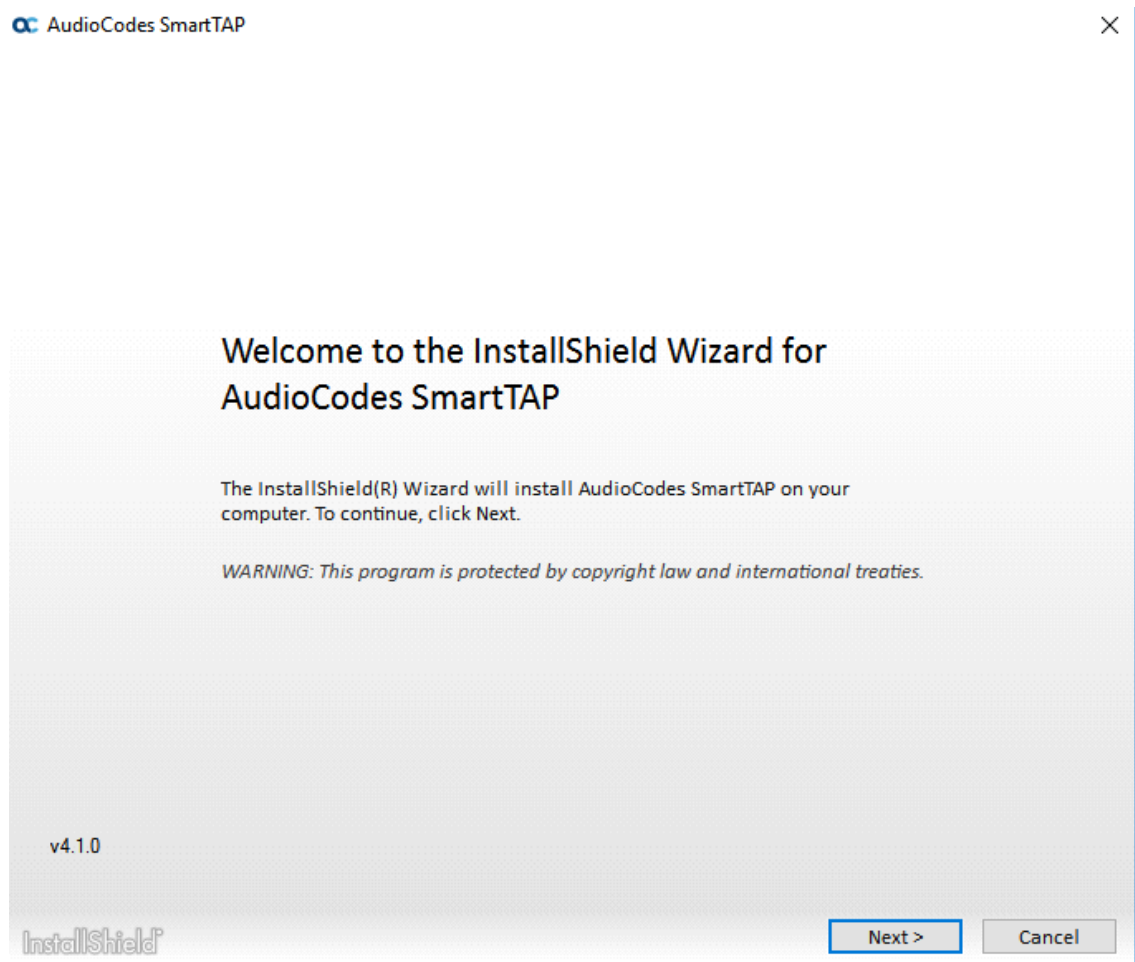 AudioCodes SmartTAP
Welcome to the InstallShield Wizard for
AudioCodes SmartTAP
The InstallShield(R) Wizard will install AudioCodes SmartTAP on your
computer. To continue, click Next.
WARNING: This program is protected by copyright law and international treaties.
v4.1.0
InstallShield
Next >
Cancel